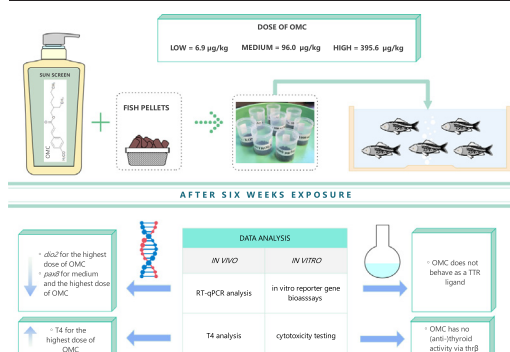 DOSE OF OMC
LOW = 6.9 µg/kg MEDIUM = 96.0 µg/kg HIGH = 395.6 µg/kg
SUN SCREEN
OMC
FISH PELLETS
AFTER SIX WEEKS EXPOSURE
◦ dio2 for the highest
dose of OMC
◦ pax8 for medium
and the highest dose
of OMC
DATA ANALYSIS
IN VIVO IN VITRO
RT-qPCR analysis
in vitro reporter gene
bioasssays
◦ OMC does not
behave as a TTR
ligand
◦ T4 for the
highest dose of
OMC
T4 analysis cytotoxicity testing
◦ OMC has no
(anti-)thyroid
activity via thrβ